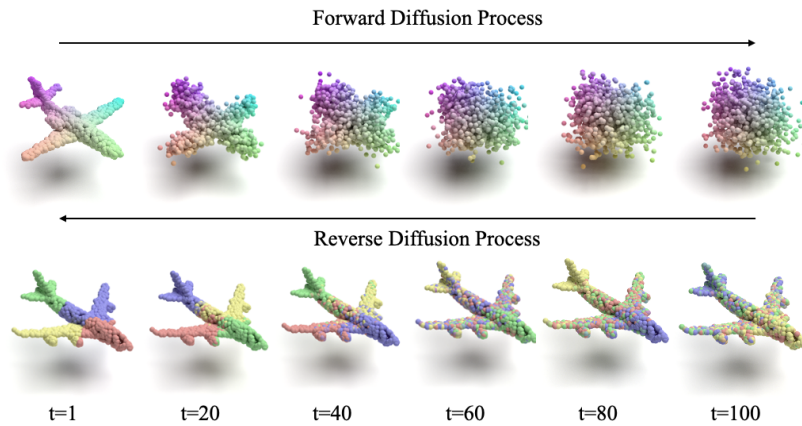 Forward Diffusion Process
Reverse Diffusion Process
t=1 t=20 t=40 t=60 t=80 t=100